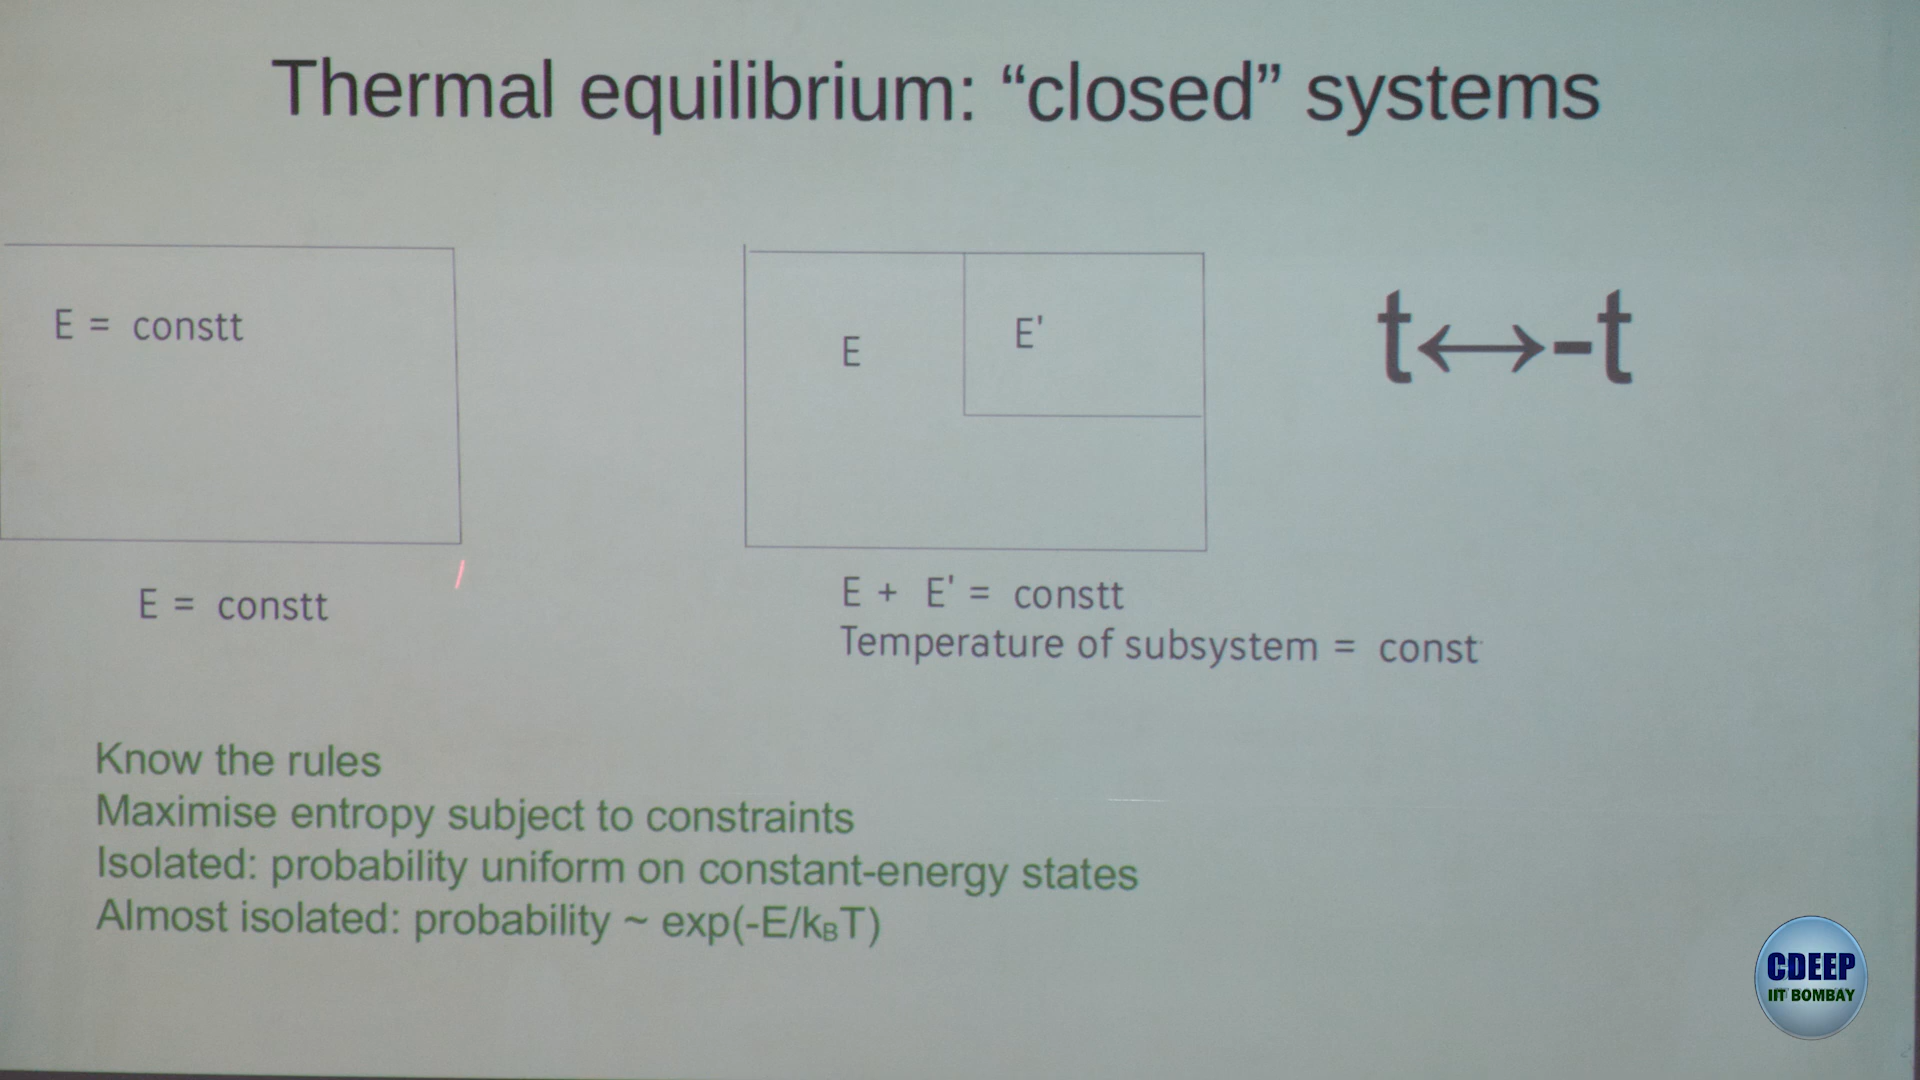 Thermal equilibrium: “closed” systems
E = constt
E
E'
t↔-t
E = constt
E + E' = constt
Temperature of subsystem = const
Know the rules
Maximise entropy subject to constraints
Isolated: probability uniform on constant-energy states
Almost isolated: probability ~ exp(-E/kBT)
CDEEP
IIT BOMBAY